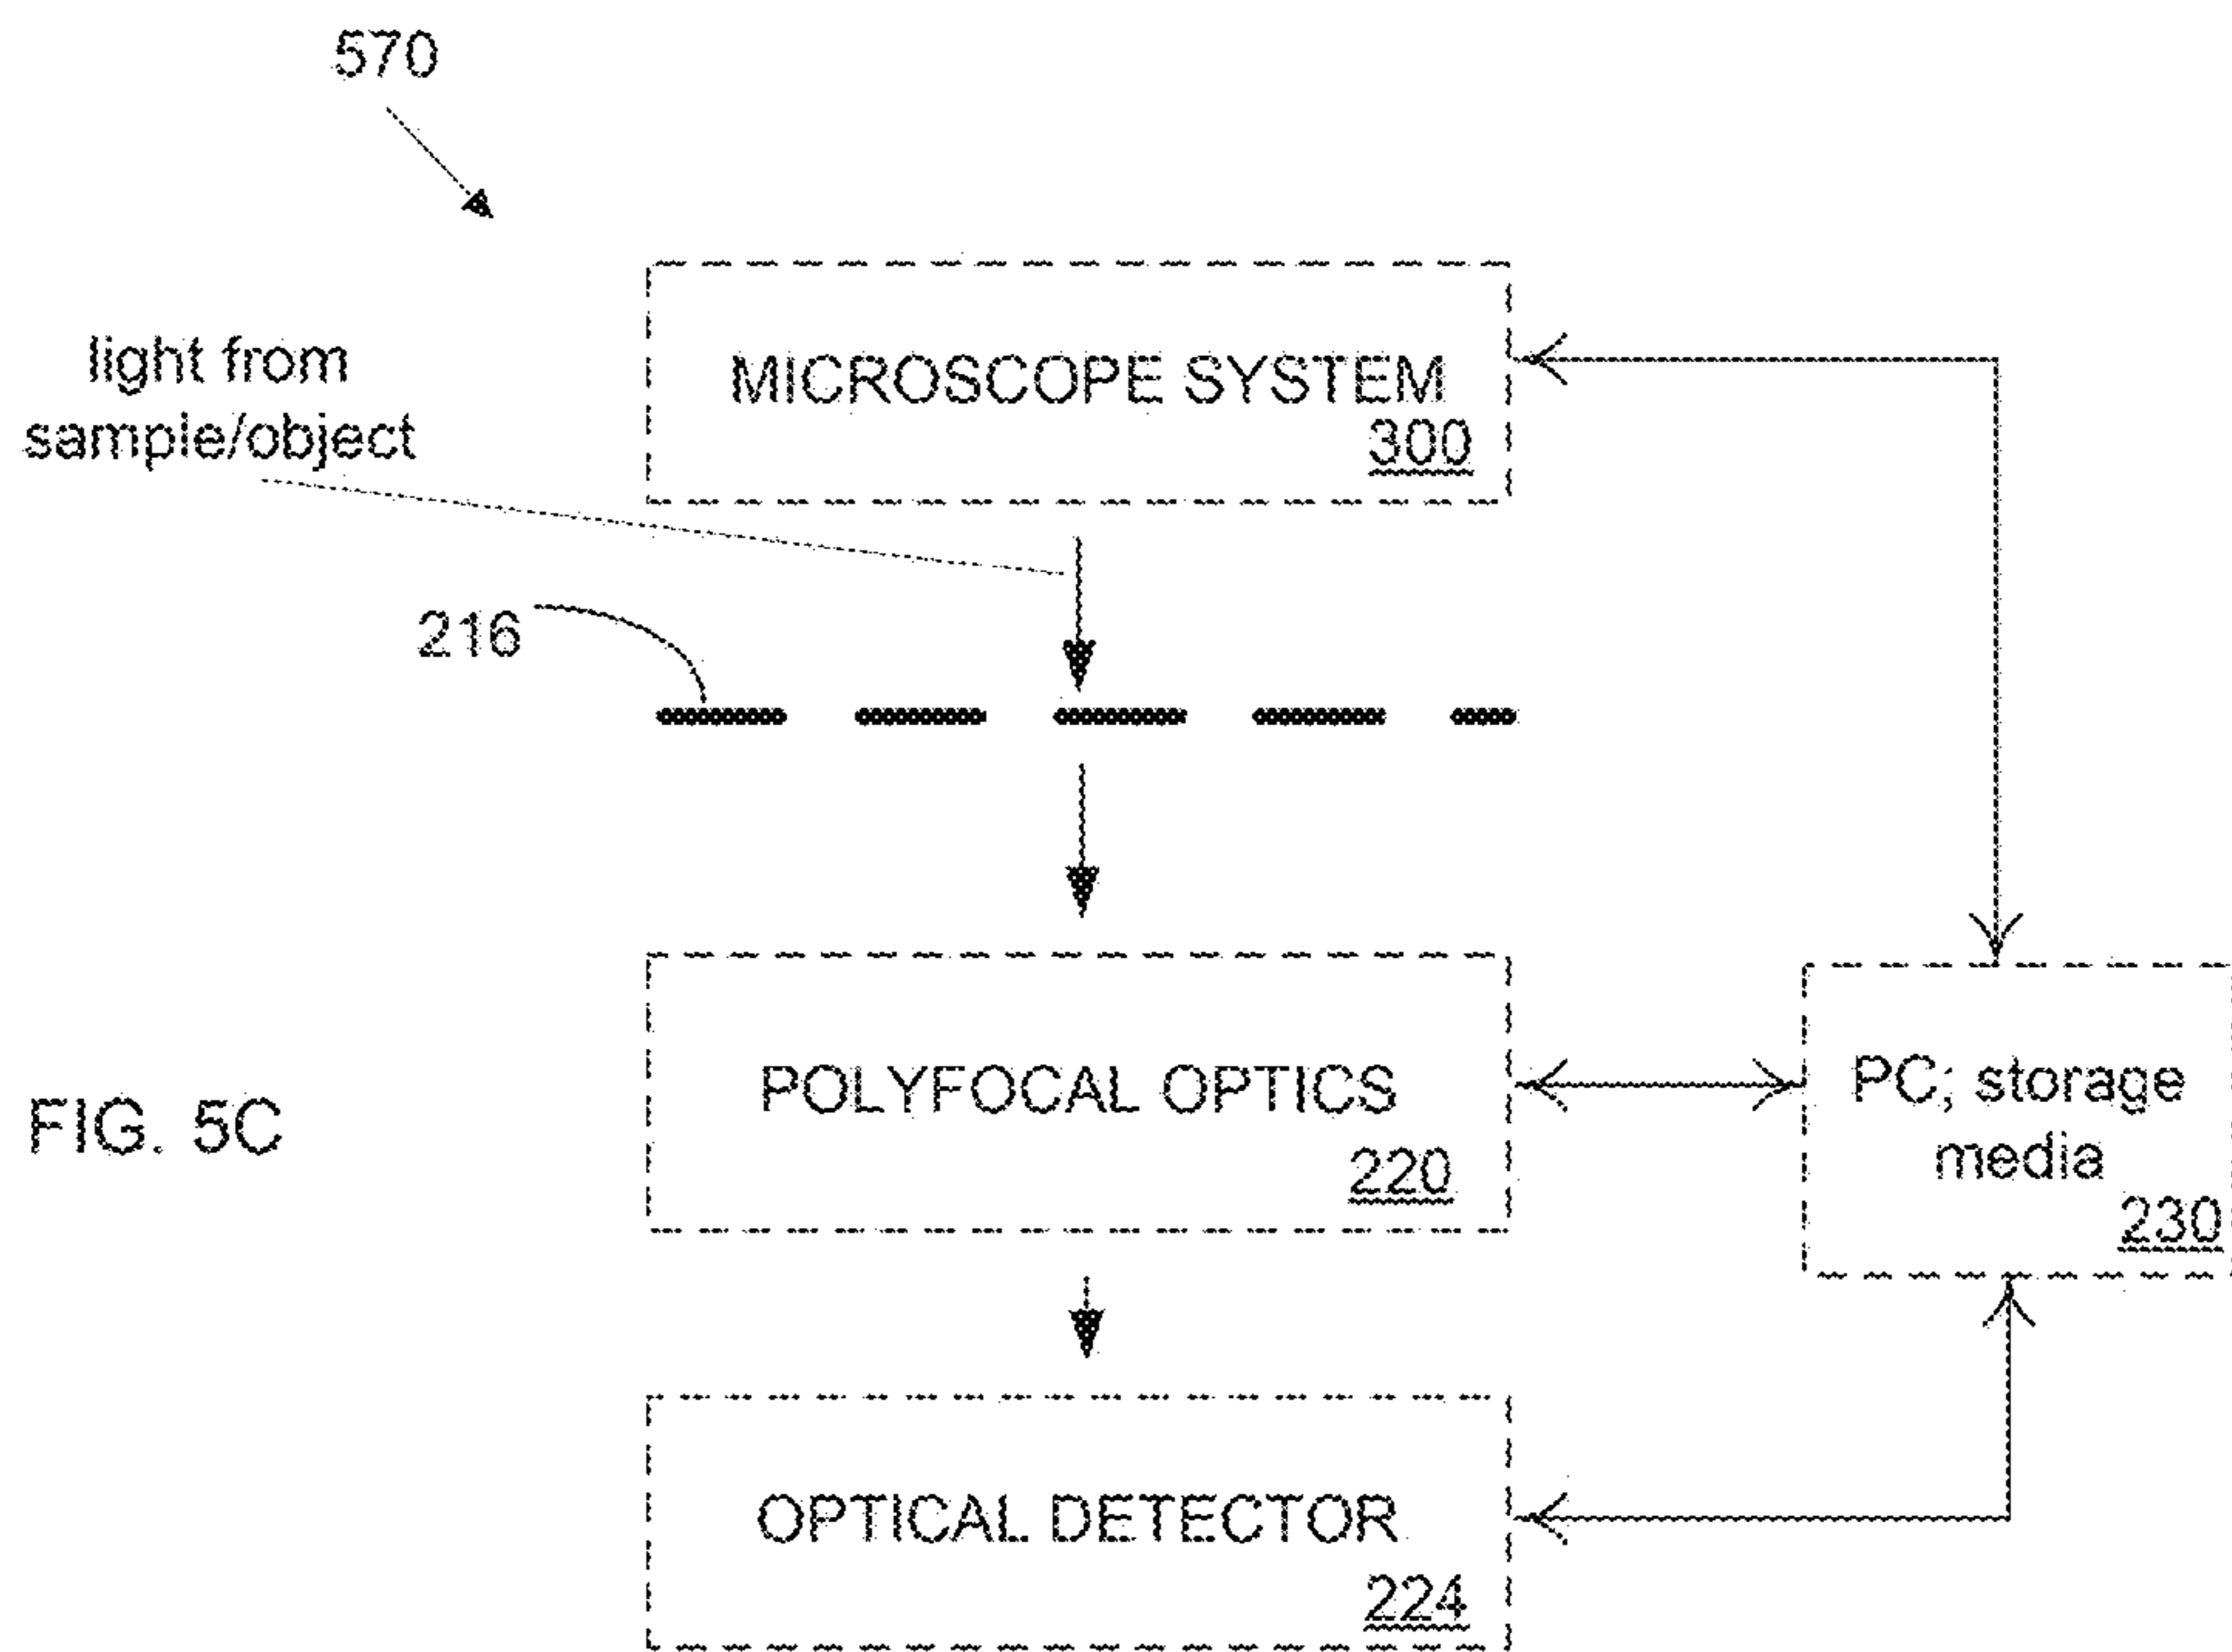 570
MICROSCOPE SYSTEM
300
light from
sample/object
216
POLYFOCAL OPTICS
220
PC; storage
media
230
FIG. 5C
OPTICAL DETECTOR
224